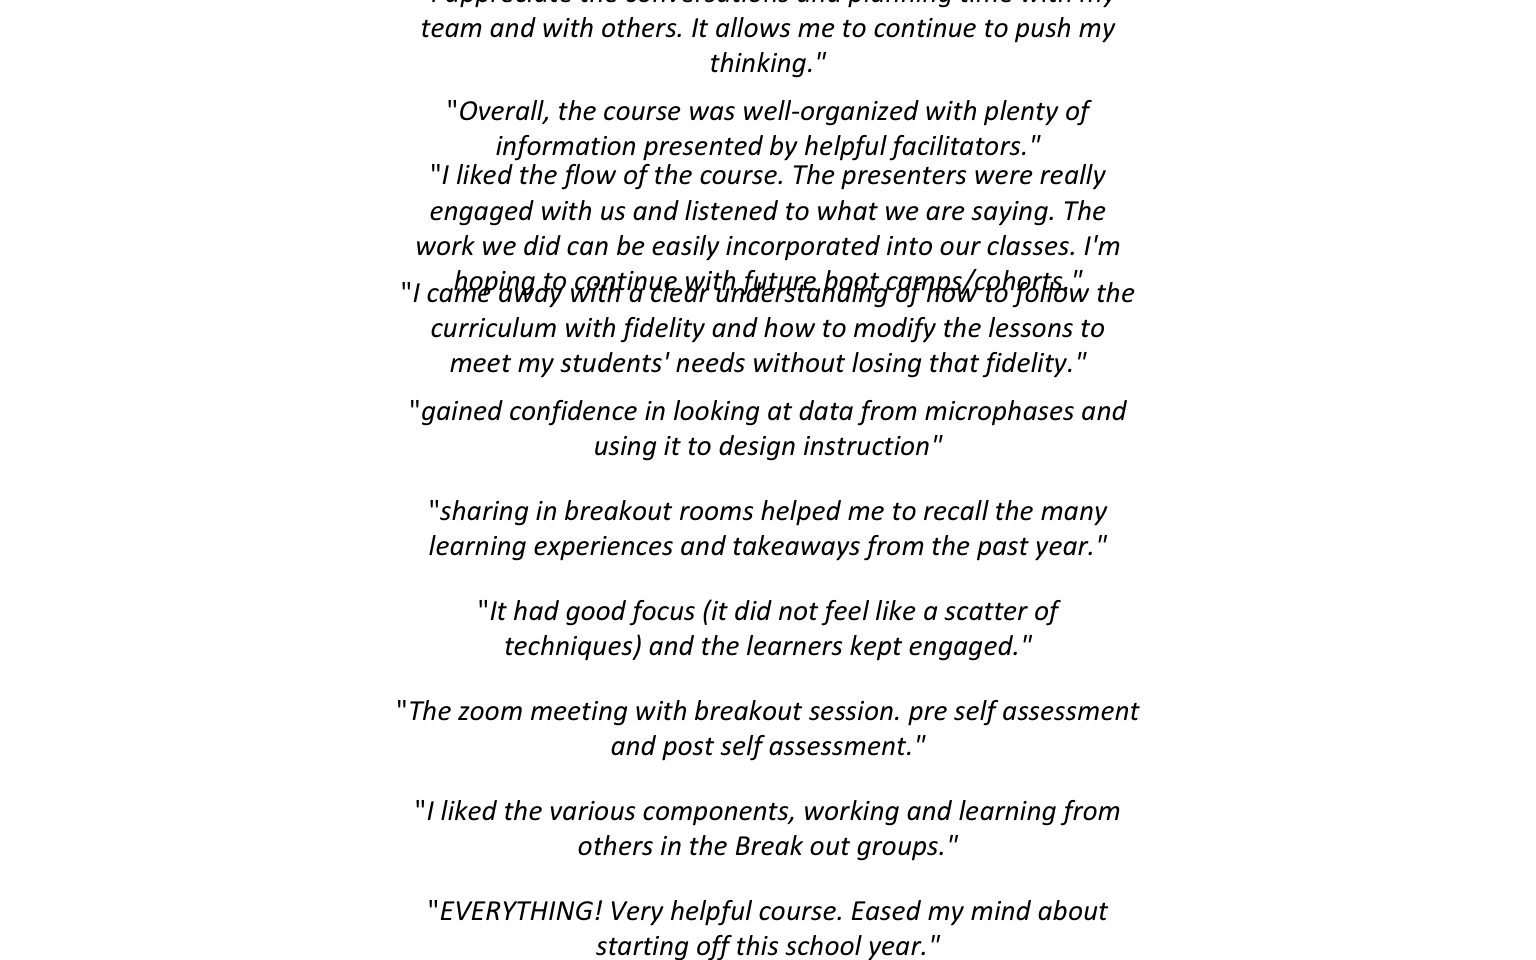 "I appreciate the conversations and planning time with my
team and with others. It allows me to continue to push my
thinking."
"Overall, the course was well-organized with plenty of
information presented by helpful facilitators."
"I liked the flow of the course. The presenters were really
engaged with us and listened to what we are saying. The
work we did can be easily incorporated into our classes. I'm
hoping to continue with future boot camps/cohorts."
"I came away with a clear understanding of how to follow the
curriculum with fidelity and how to modify the lessons to
meet my students' needs without losing that fidelity."
"gained confidence in looking at data from microphases and
using it to design instruction"
"sharing in breakout rooms helped me to recall the many
learning experiences and takeaways from the past year."
"It had good focus (it did not feel like a scatter of
techniques) and the learners kept engaged."
"The zoom meeting with breakout session. pre self assessment
and post self assessment."
"I liked the various components, working and learning from
others in the Break out groups."
"EVERYTHING! Very helpful course. Eased my mind about
starting off this school year."